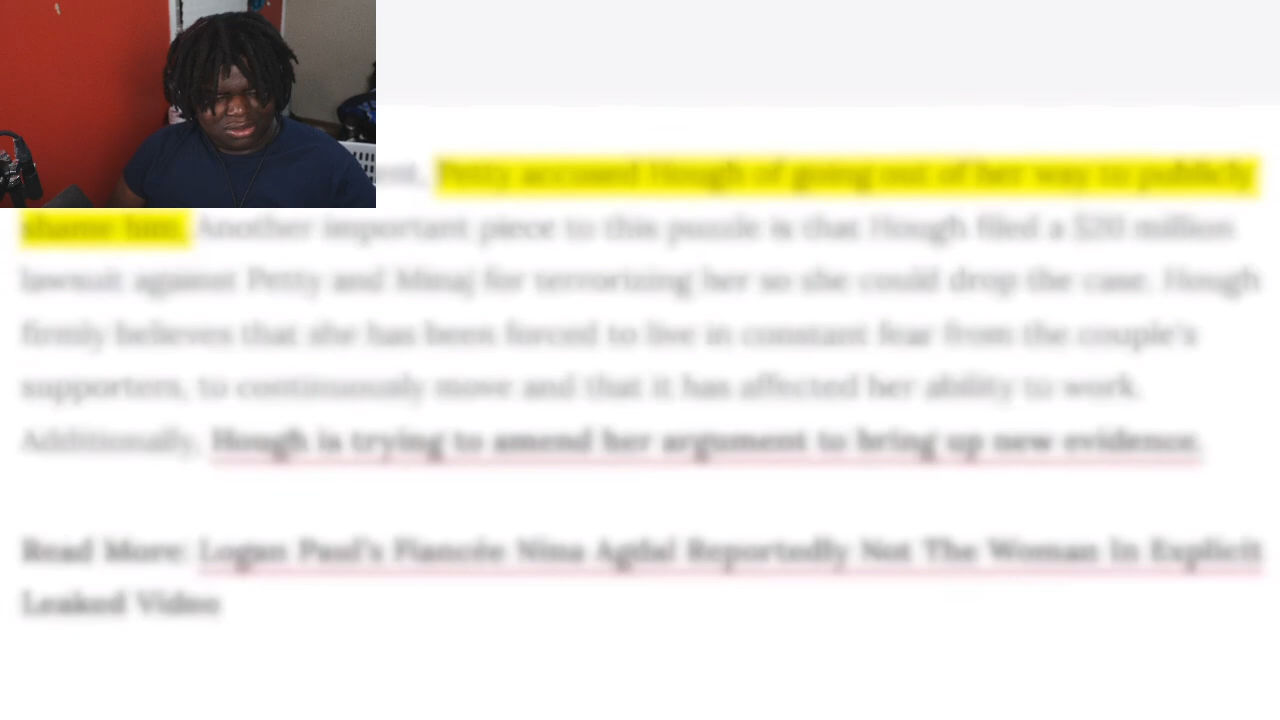 ent, Petty accused Hough of going out of her way to publicly
shame him. Another important piece to this puzzle is that Hough filed a $20 million
lawsuit against Petty and Minaj for terrorizing her so she could drop the case. Hough
firmly believes that she has been forced to live in constant fear from the couple's
supporters, to continuously move and that it has affected her ability to work.
Additionally, Hough is trying to amend her argument to bring up new evidence.
Read More: Logan Paul's Fiancée Nina Agdal Reportedly Not The Woman In Explicit
Leaked Video